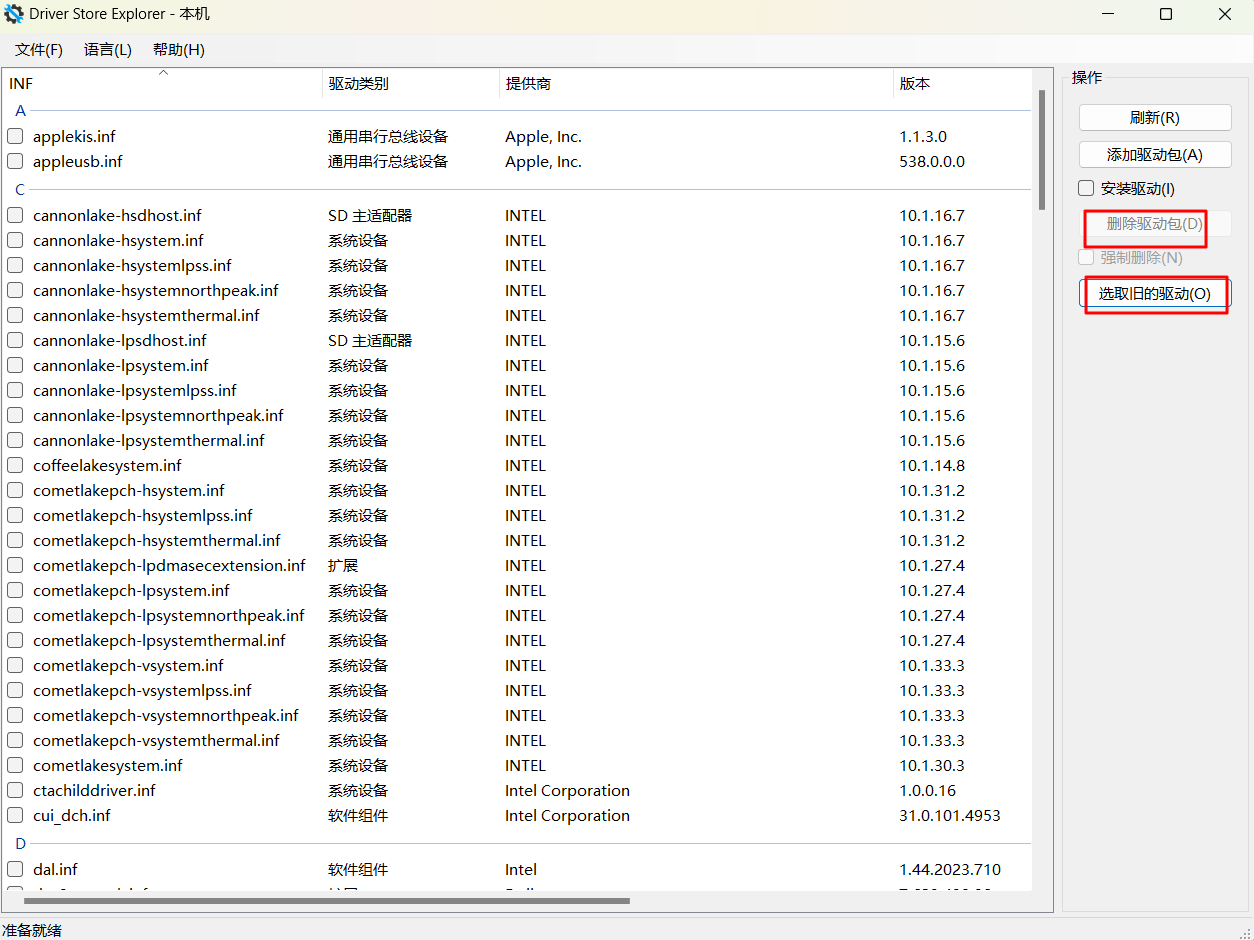 Driver Store Explorer - 本机
文件(F) 语言(L) 帮助(H)
INF 驱动类别 提供商 版本
A
applekis.inf 通用串行总线设备 Apple, Inc. 1.1.3.0
appleusb.inf 通用串行总线设备 Apple, Inc. 538.0.0.0
C
cannonlake-hsdhost.inf SD 主适配器 INTEL 10.1.16.7
cannonlake-hsystem.inf 系统设备 INTEL 10.1.16.7
cannonlake-hsystemlpss.inf 系统设备 INTEL 10.1.16.7
cannonlake-hsystemnorthpeak.inf 系统设备 INTEL 10.1.16.7
cannonlake-hsystemthermal.inf 系统设备 INTEL 10.1.16.7
cannonlake-lpsdhost.inf SD 主适配器 INTEL 10.1.15.6
cannonlake-lpsystem.inf 系统设备 INTEL 10.1.15.6
cannonlake-lpsystemlpss.inf 系统设备 INTEL 10.1.15.6
cannonlake-lpsystemnorthpeak.inf 系统设备 INTEL 10.1.15.6
cannonlake-lpsystemthermal.inf 系统设备 INTEL 10.1.15.6
coffeelakesystem.inf 系统设备 INTEL 10.1.14.8
cometlakepch-hsystem.inf 系统设备 INTEL 10.1.31.2
cometlakepch-hsystemlpss.inf 系统设备 INTEL 10.1.31.2
cometlakepch-hsystemthermal.inf 系统设备 INTEL 10.1.31.2
cometlakepch-lpdmasecextension.inf 扩展 INTEL 10.1.27.4
cometlakepch-lpsystem.inf 系统设备 INTEL 10.1.27.4
cometlakepch-lpsystemnorthpeak.inf 系统设备 INTEL 10.1.27.4
cometlakepch-lpsystemthermal.inf 系统设备 INTEL 10.1.27.4
cometlakepch-vsystem.inf 系统设备 INTEL 10.1.33.3
cometlakepch-vsystemlpss.inf 系统设备 INTEL 10.1.33.3
cometlakepch-vsystemnorthpeak.inf 系统设备 INTEL 10.1.33.3
cometlakepch-vsystemthermal.inf 系统设备 INTEL 10.1.33.3
cometlakesystem.inf 系统设备 INTEL 10.1.30.3
ctachilddriver.inf 系统设备 Intel Corporation 1.0.0.16
cui_dch.inf 软件组件 Intel Corporation 31.0.101.4953
D
dal.inf 软件组件 Intel 1.44.2023.710
操作
刷新(R)
添加驱动包(A)
安装驱动(I)
删除驱动包(D)
强制删除(N)
选取旧的驱动(O)
准备就绪